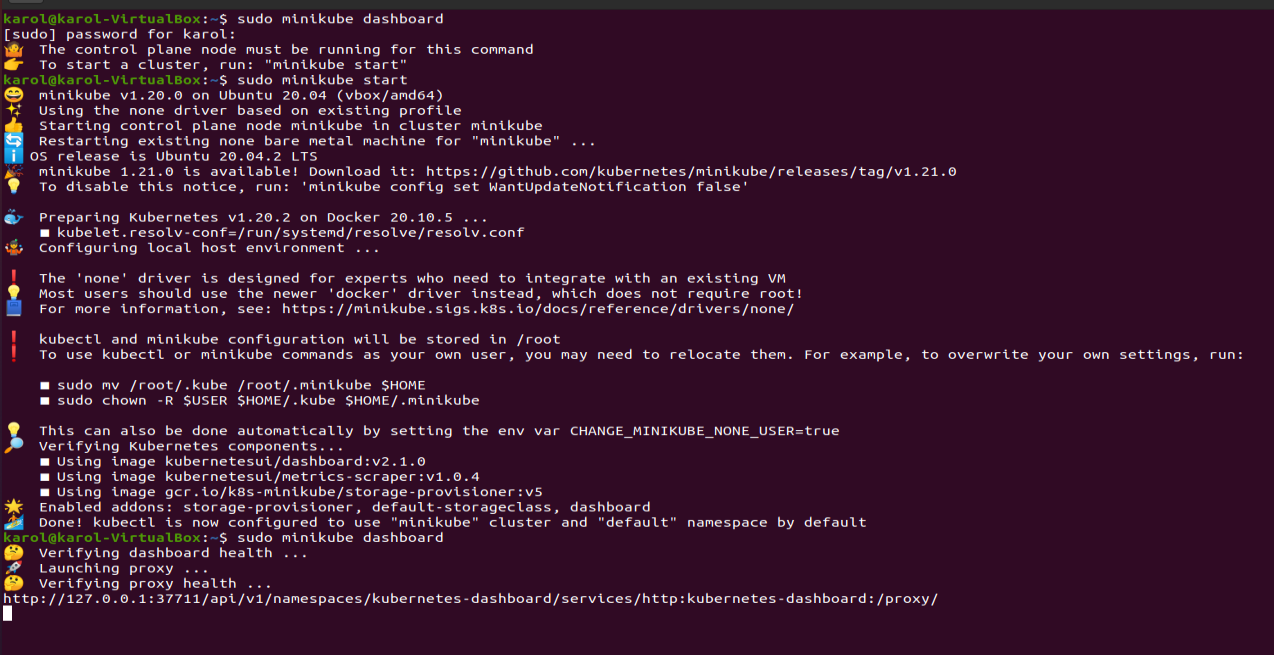 karol@karol-VirtualBox:~$ sudo minikube dashboard
[sudo] password for karol:
The control plane node must be running for this command
To start a cluster, run: "minikube start"
karol@karol-VirtualBox:~$ sudo minikube start
minikube v1.20.0 on Ubuntu 20.04 (vbox/amd64)
Using the none driver based on existing profile
Starting control plane node minikube in cluster minikube
Restarting existing none bare metal machine for "minikube" ...
OS release is Ubuntu 20.04.2 LTS
minikube 1.21.0 is available! Download it: https://github.com/kubernetes/minikube/releases/tag/v1.21.0
To disable this notice, run: 'minikube config set WantUpdateNotification false'
Preparing Kubernetes v1.20.2 on Docker 20.10.5 ...
■ kubelet.resolv-conf=/run/systemd/resolve/resolv.conf
Configuring local host environment ...
The 'none' driver is designed for experts who need to integrate with an existing VM
Most users should use the newer 'docker' driver instead, which does not require root!
For more information, see: https://minikube.sigs.k8s.io/docs/reference/drivers/none/
kubectl and minikube configuration will be stored in /root
To use kubectl or minikube commands as your own user, you may need to relocate them. For example, to overwrite your own settings, run:
■ sudo mv /root/.kube /root/.minikube $HOME
■ sudo chown -R $USER $HOME/.kube $HOME/.minikube
This can also be done automatically by setting the env var CHANGE_MINIKUBE_NONE_USER=true
Verifying Kubernetes components...
■ Using image kubernetesui/dashboard:v2.1.0
■ Using image kubernetesui/metrics-scraper:v1.0.4
■ Using image gcr.io/k8s-minikube/storage-provisioner:v5
Enabled addons: storage-provisioner, default-storageclass, dashboard
Done! kubectl is now configured to use "minikube" cluster and "default" namespace by default
karol@karol-VirtualBox:~$ sudo minikube dashboard
Verifying dashboard health ...
Launching proxy ...
Verifying proxy health ...
http://127.0.0.1:37711/api/v1/namespaces/kubernetes-dashboard/services/http:kubernetes-dashboard:/proxy/